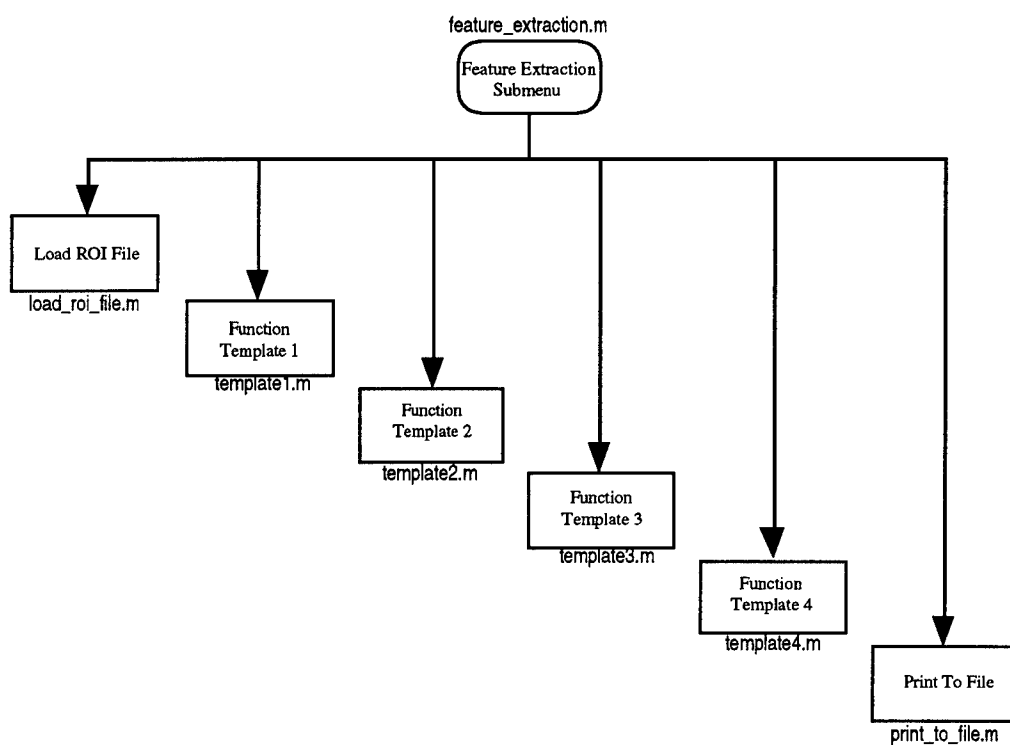 feature_extraction.m
Feature Extraction
Submenu
Load ROI File
load_roi_file.m
Function
Template 1
template1.m
Function
Template 2
template2.m
Function
Template 3
template3.m
Function
Template 4
template4.m
Print To File
print_to_file.m